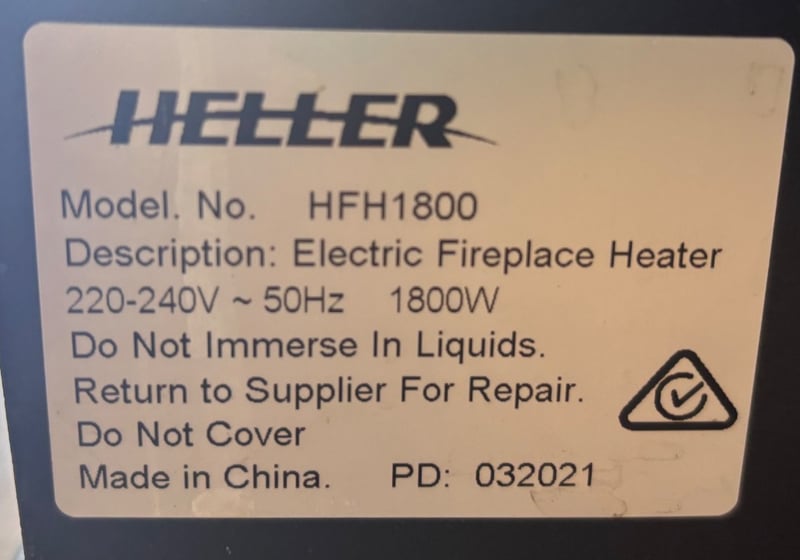 HELLER
Model. No. HFH1800
Description: Electric Fireplace Heater
220-240V ~ 50Hz 1800W
Do Not Immerse In Liquids.
Return to Supplier For Repair.
Do Not Cover
Made in China. PD: 032021